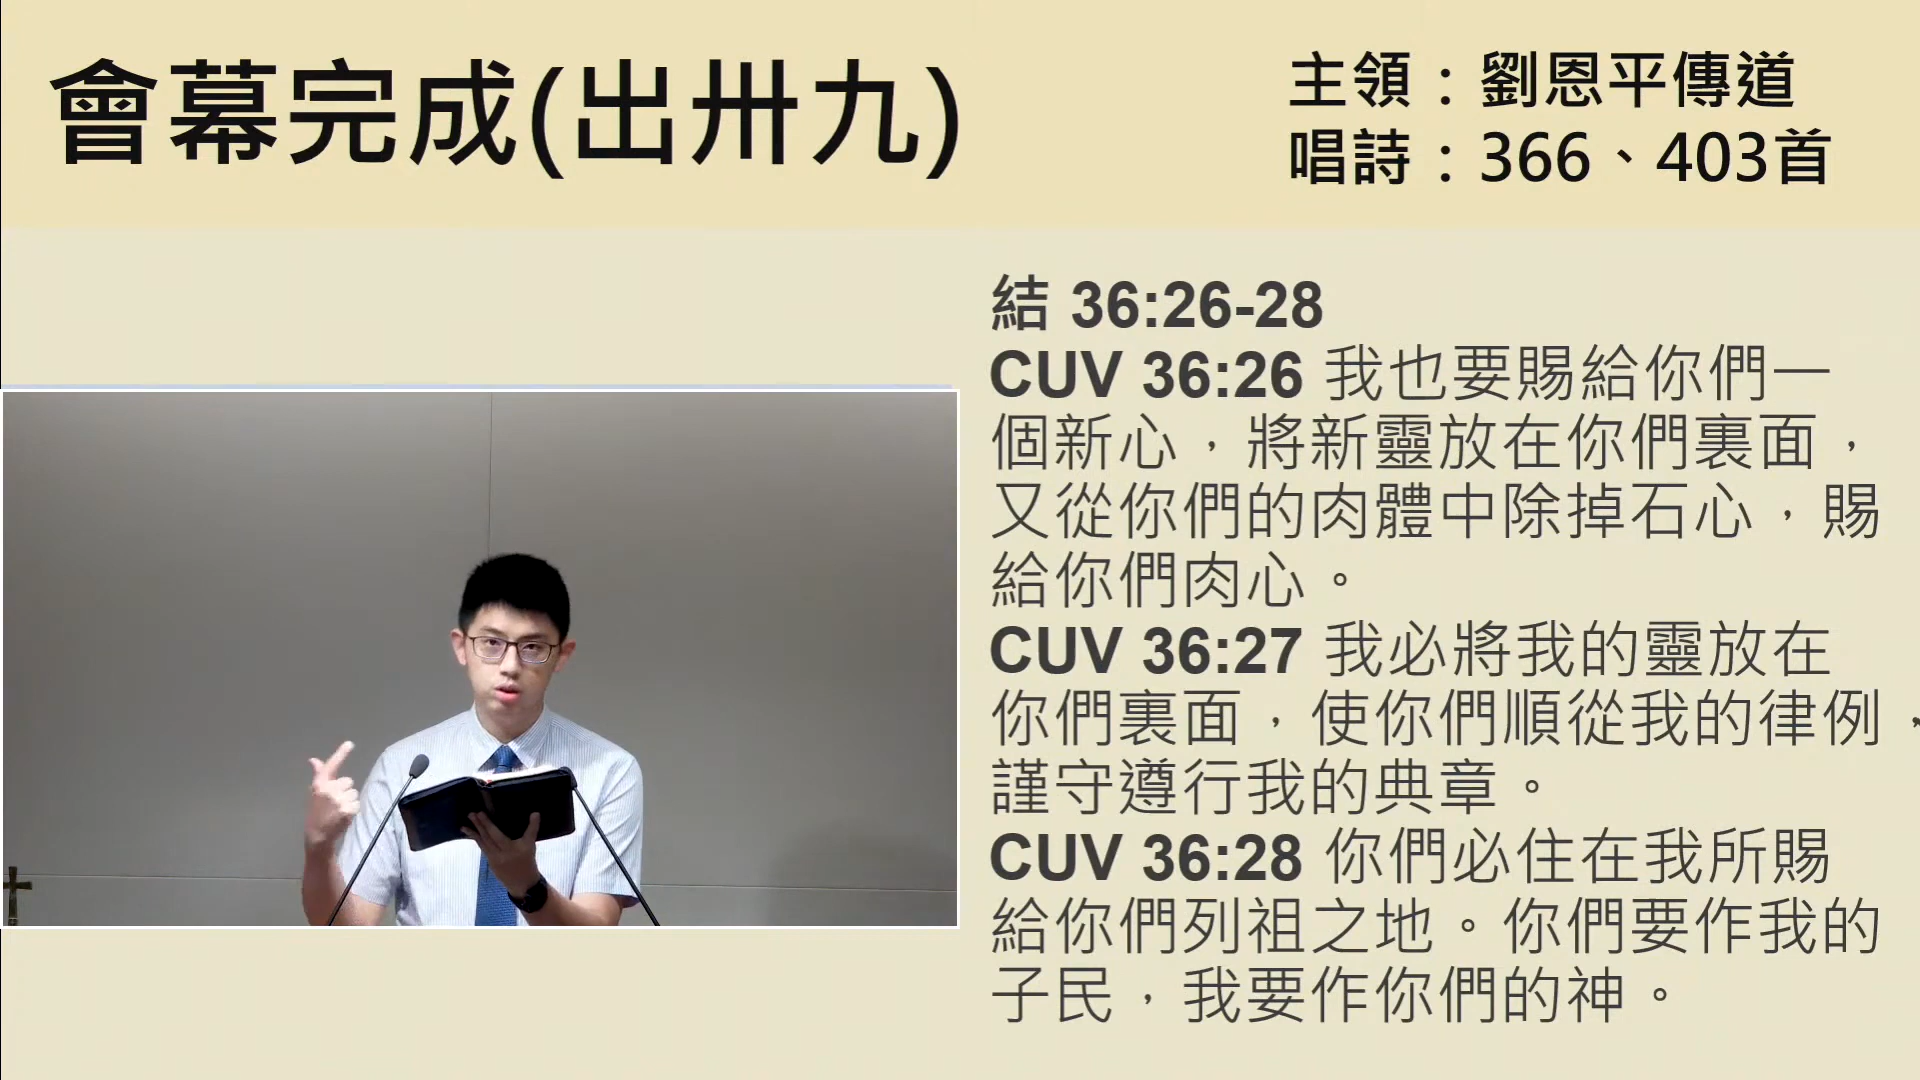 會幕完成(出卅九)
主領：劉恩平傳道
唱詩：366、403首
結 36:26-28
CUV 36:26 我也要賜給你們一
個新心，將新靈放在你們裏面，
又從你們的肉體中除掉石心，賜
給你們肉心。
CUV 36:27 我必將我的靈放在
你們裏面，使你們順從我的律例，
謹守遵行我的典章。
CUV 36:28 你們必住在我所賜
給你們列祖之地。你們要作我的
子民，我要作你們的神。